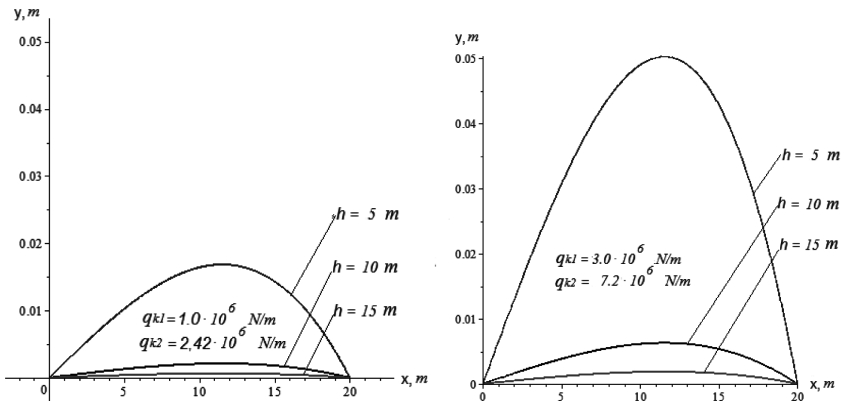 y, m
0.05
0.04
0.03
0.02
0.01
h = 5 m
h = 10 m
h = 15 m
qk1=1.0·10^6 N/m
qk2=2,42·10^6 N/m
0 5 10 15 20 x, m
y, m
0.05
0.04
0.03
0.02
0.01
h = 5 m
h = 10 m
h = 15 m
qk1=3.0·10^6 N/m
qk2= 7.2·10^6 N/m
0 5 10 15 20 x, m